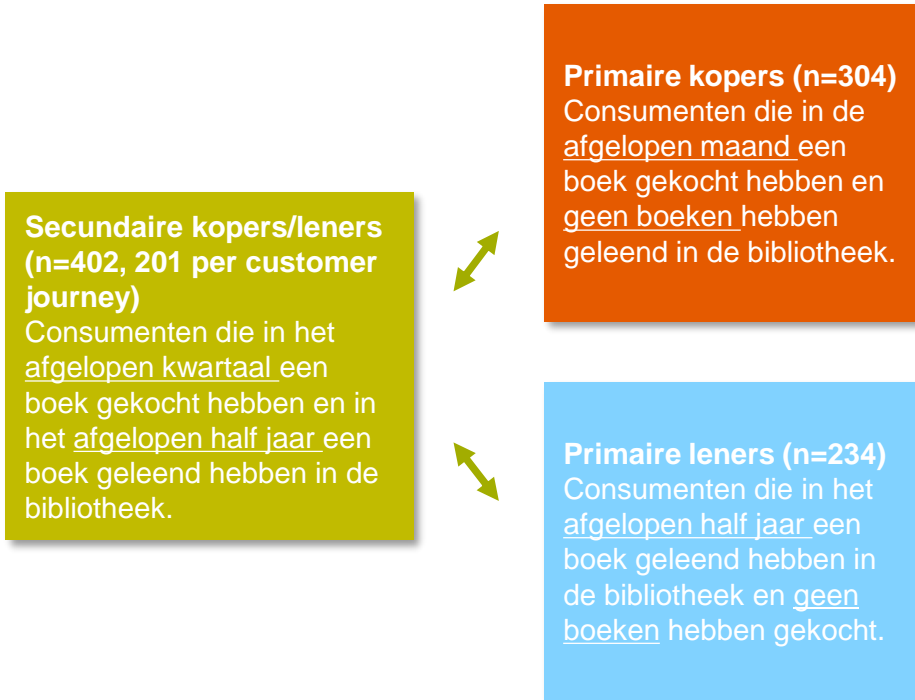 Primaire kopers (n=304)
Consumenten die in de
afgelopen maand een
boek gekocht hebben en
geen boeken hebben
geleend in de bibliotheek.
Secundaire kopers/leners
(n=402, 201 per customer
journey)
Consumenten die in het
afgelopen kwartaal een
boek gekocht hebben en in
het afgelopen half jaar een
boek geleend hebben in de
bibliotheek.
Primaire leners (n=234)
Consumenten die in het
afgelopen half jaar een
boek geleend hebben in
de bibliotheek en geen
boeken hebben gekocht.